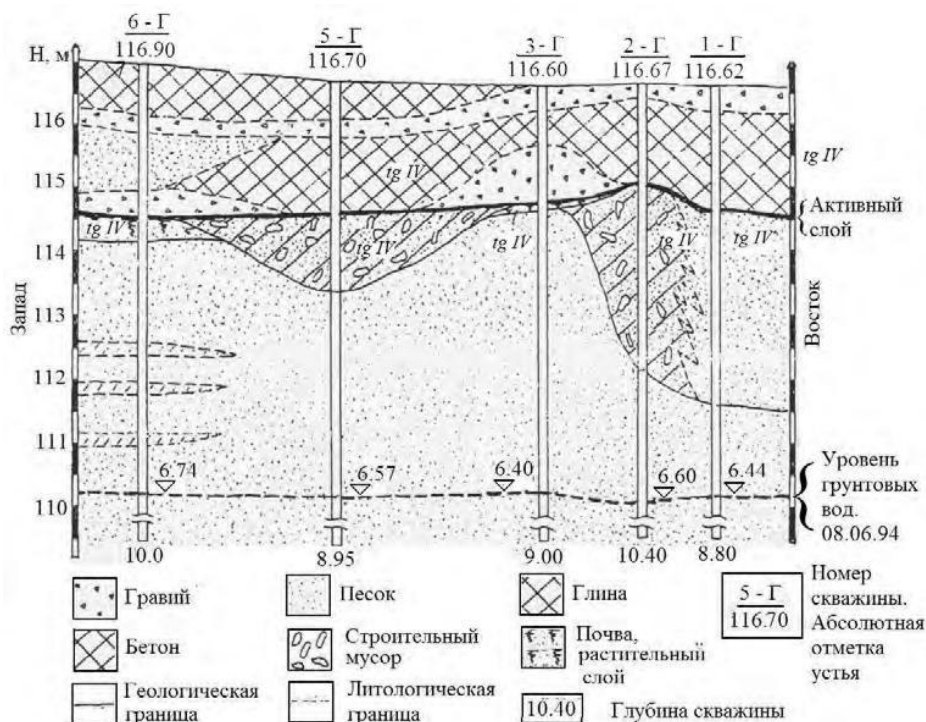 6 - Г
116.90
5 - Г
116.70
3-Г
116.60
2 - Г
116.67
1 - Г
116.62
Н, м
116
115
114
113
112
111
110
Запад
Восток
tg IV
tg IV
tg IV
tg IV
tg IV
tg IV
tg IV
Активный
слой
6.74
6.57
6.40
6.60
6.44
Уровень
грунтовых
вод.
08.06.94
10.0
8.95
9.00
10.40
8.80
Гравий
Песок
Глина
Бетон
Строительный
мусор
Почва,
растительный
слой
Геологическая
граница
Литологическая
граница
10.40
Глубина скважины
5 - Г
116.70
Номер
скважины.
Абсолютная
отметка
устья